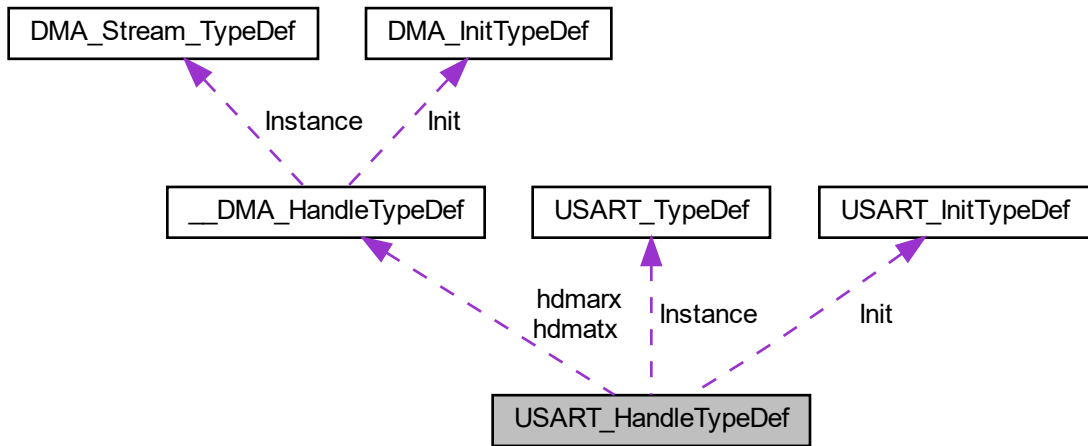 DMA_Stream_TypeDef
DMA_InitTypeDef
Instance
Init
__DMA_HandleTypeDef
USART_TypeDef
USART_InitTypeDef
hdmarx
hdmatx
Instance
Init
USART_HandleTypeDef